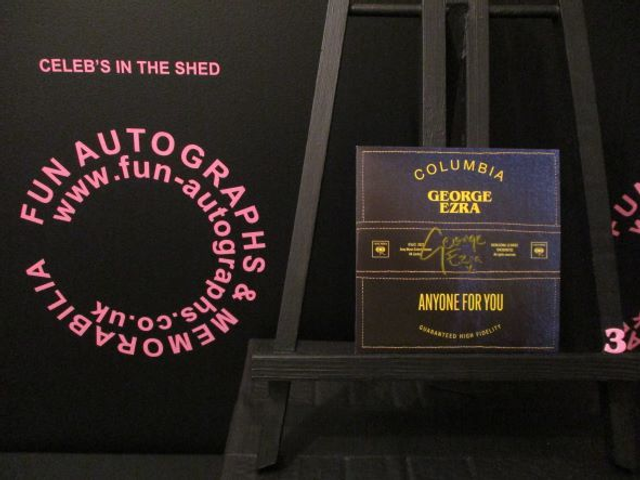 CELEB'S IN THE SHED
FUN AUTOGRAPHS & MEMORABILIA
www.fun-autographs.co.uk
COLUMBIA
GEORGE
EZRA
George
Ezra
ANYONE FOR YOU
GUARANTEED HIGH FIDELITY
3